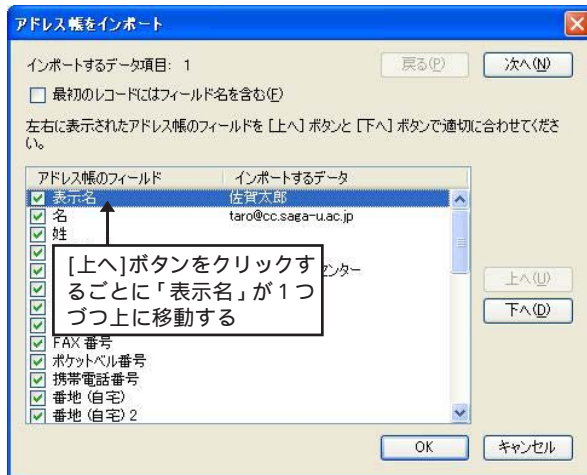 アドレス帳をインポート
インポートするデータ項目: 1
戻る(P)
次へ(N)
最初のレコードにはフィールド名を含む(F)
左右に表示されたアドレス帳のフィールドを [上へ] ボタンと [下へ] ボタンで適切に合わせてくださ
い。
アドレス帳のフィールド インポートするデータ
表示名 佐賀太郎
名 taro@cc.saga-u.ac.jp
姓
[上へ]ボタンをクリックす
るごとに「表示名」が1つ
づつ上に移動する
センター
FAX 番号
ポケットベル番号
携帯電話番号
番地 (自宅)
番地 (自宅) 2
上へ(U)
下へ(D)
OK
キャンセル